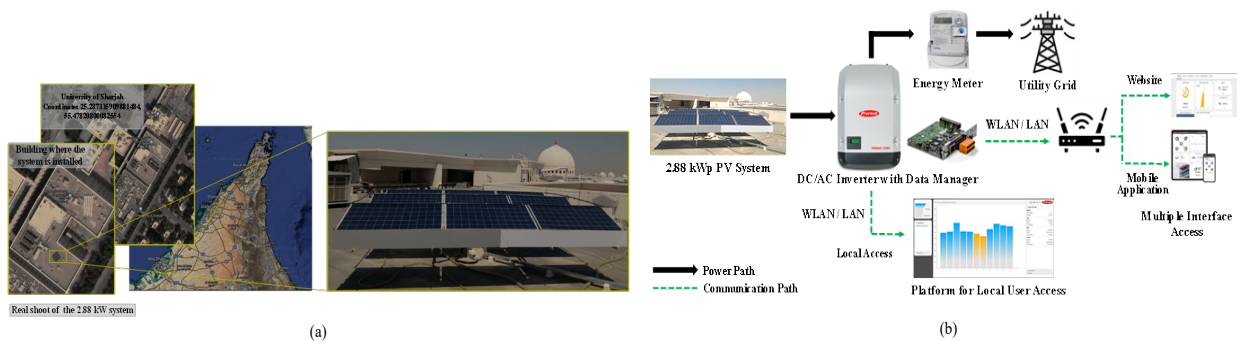 University of Sharjah
Coordinates 25.287335909881484,
55.47820800082554
Building where the
system is installed
Real shoot of the 2.88 kW system
(a)
2.88 kWp PV System
Fronius
DC/AC Inverter with Data Manager
Energy Meter
Utility Grid
WLAN / LAN
Website
Mobile
Application
Multiple Interface
Access
WLAN / LAN
Local Access
Platform for Local User Access
Power Path
Communication Path
(b)